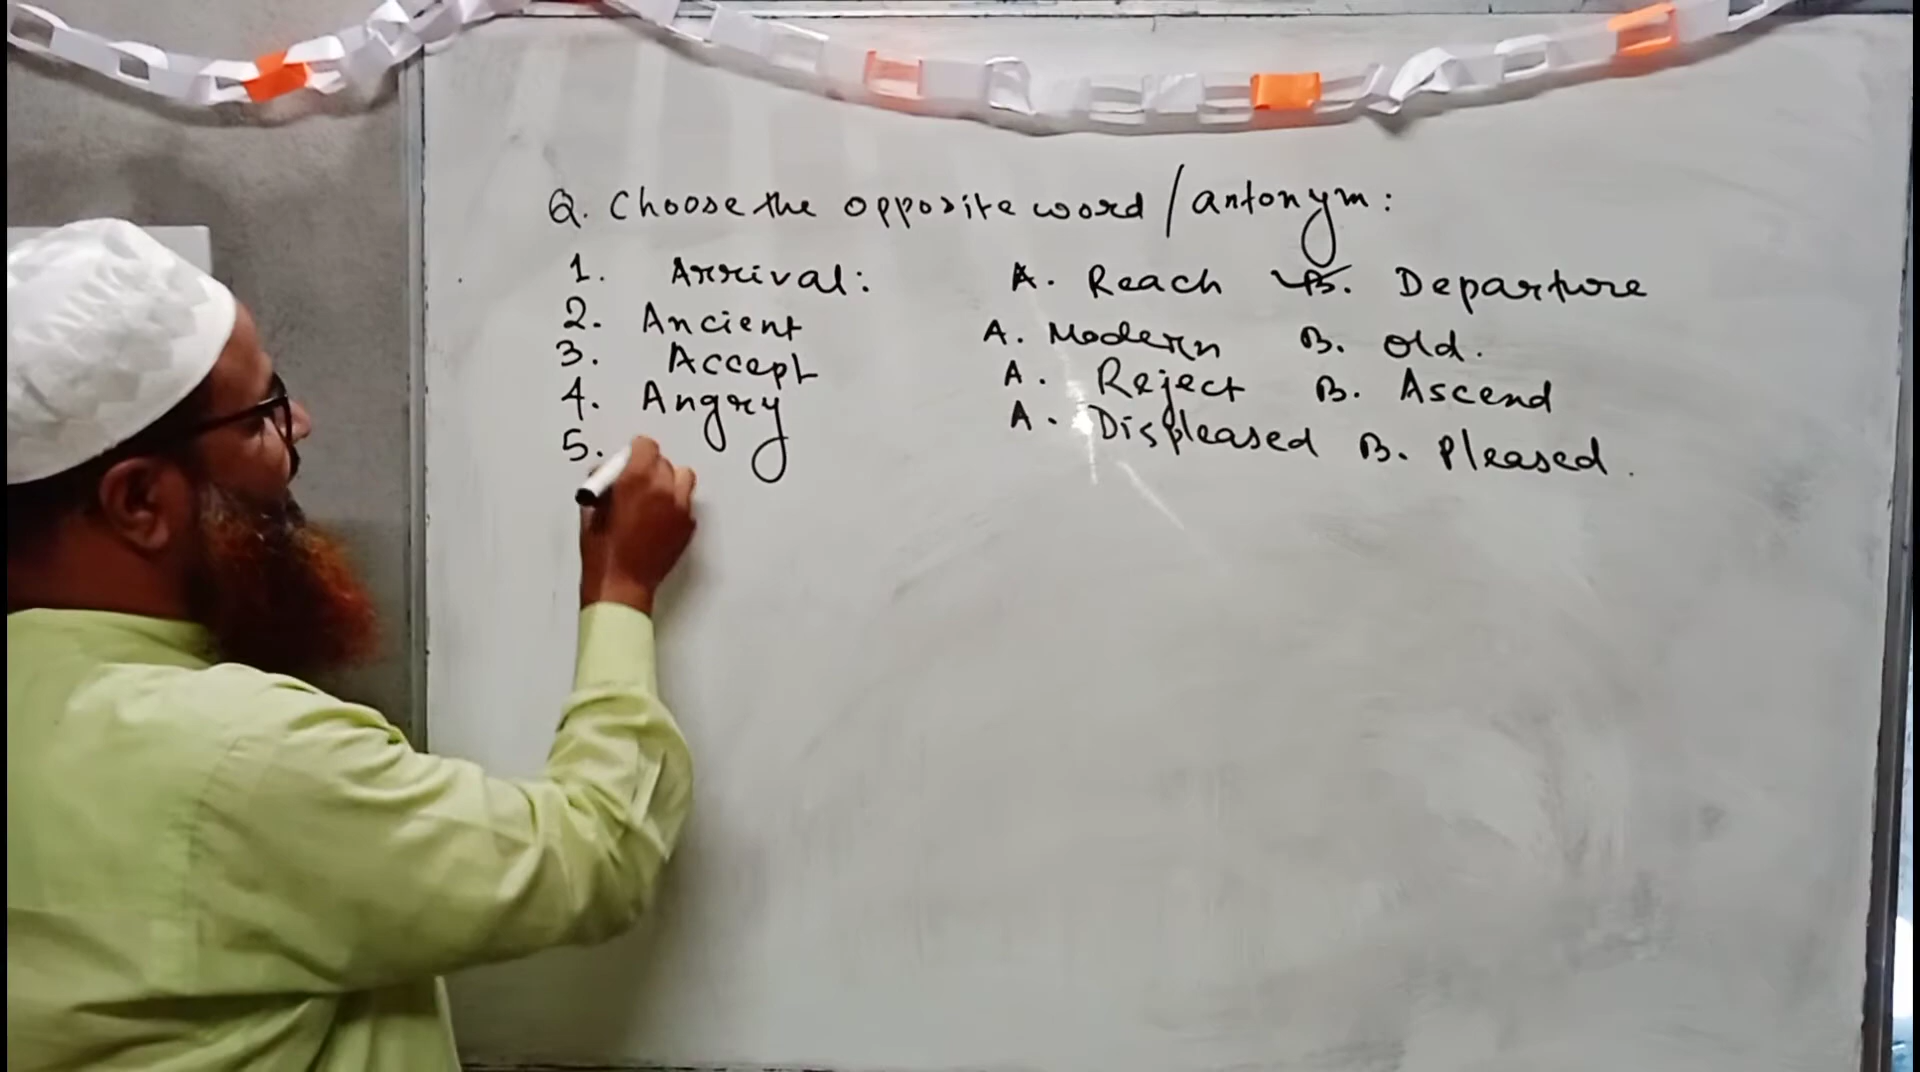 Q. Choose the opposite word / antonym:
1. Arrival: A. Reach B. Departure
2. Ancient A. Modern B. Old.
3. Accept A. Reject B. Ascend
4. Angry A. Displeased B. Pleased.
5.